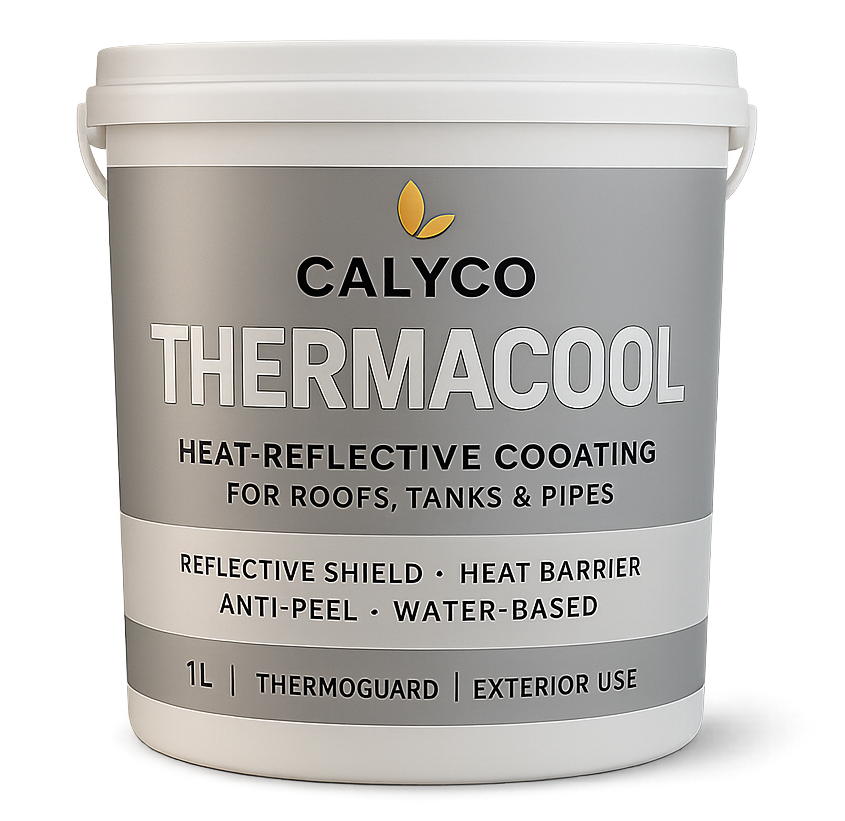 CALYCO
THERMACOOL
HEAT-REFLECTIVE COOATING
FOR ROOFS, TANKS & PIPES
REFLECTIVE SHIELD · HEAT BARRIER
ANTI-PEEL · WATER-BASED
1L | THERMOGUARD | EXTERIOR USE